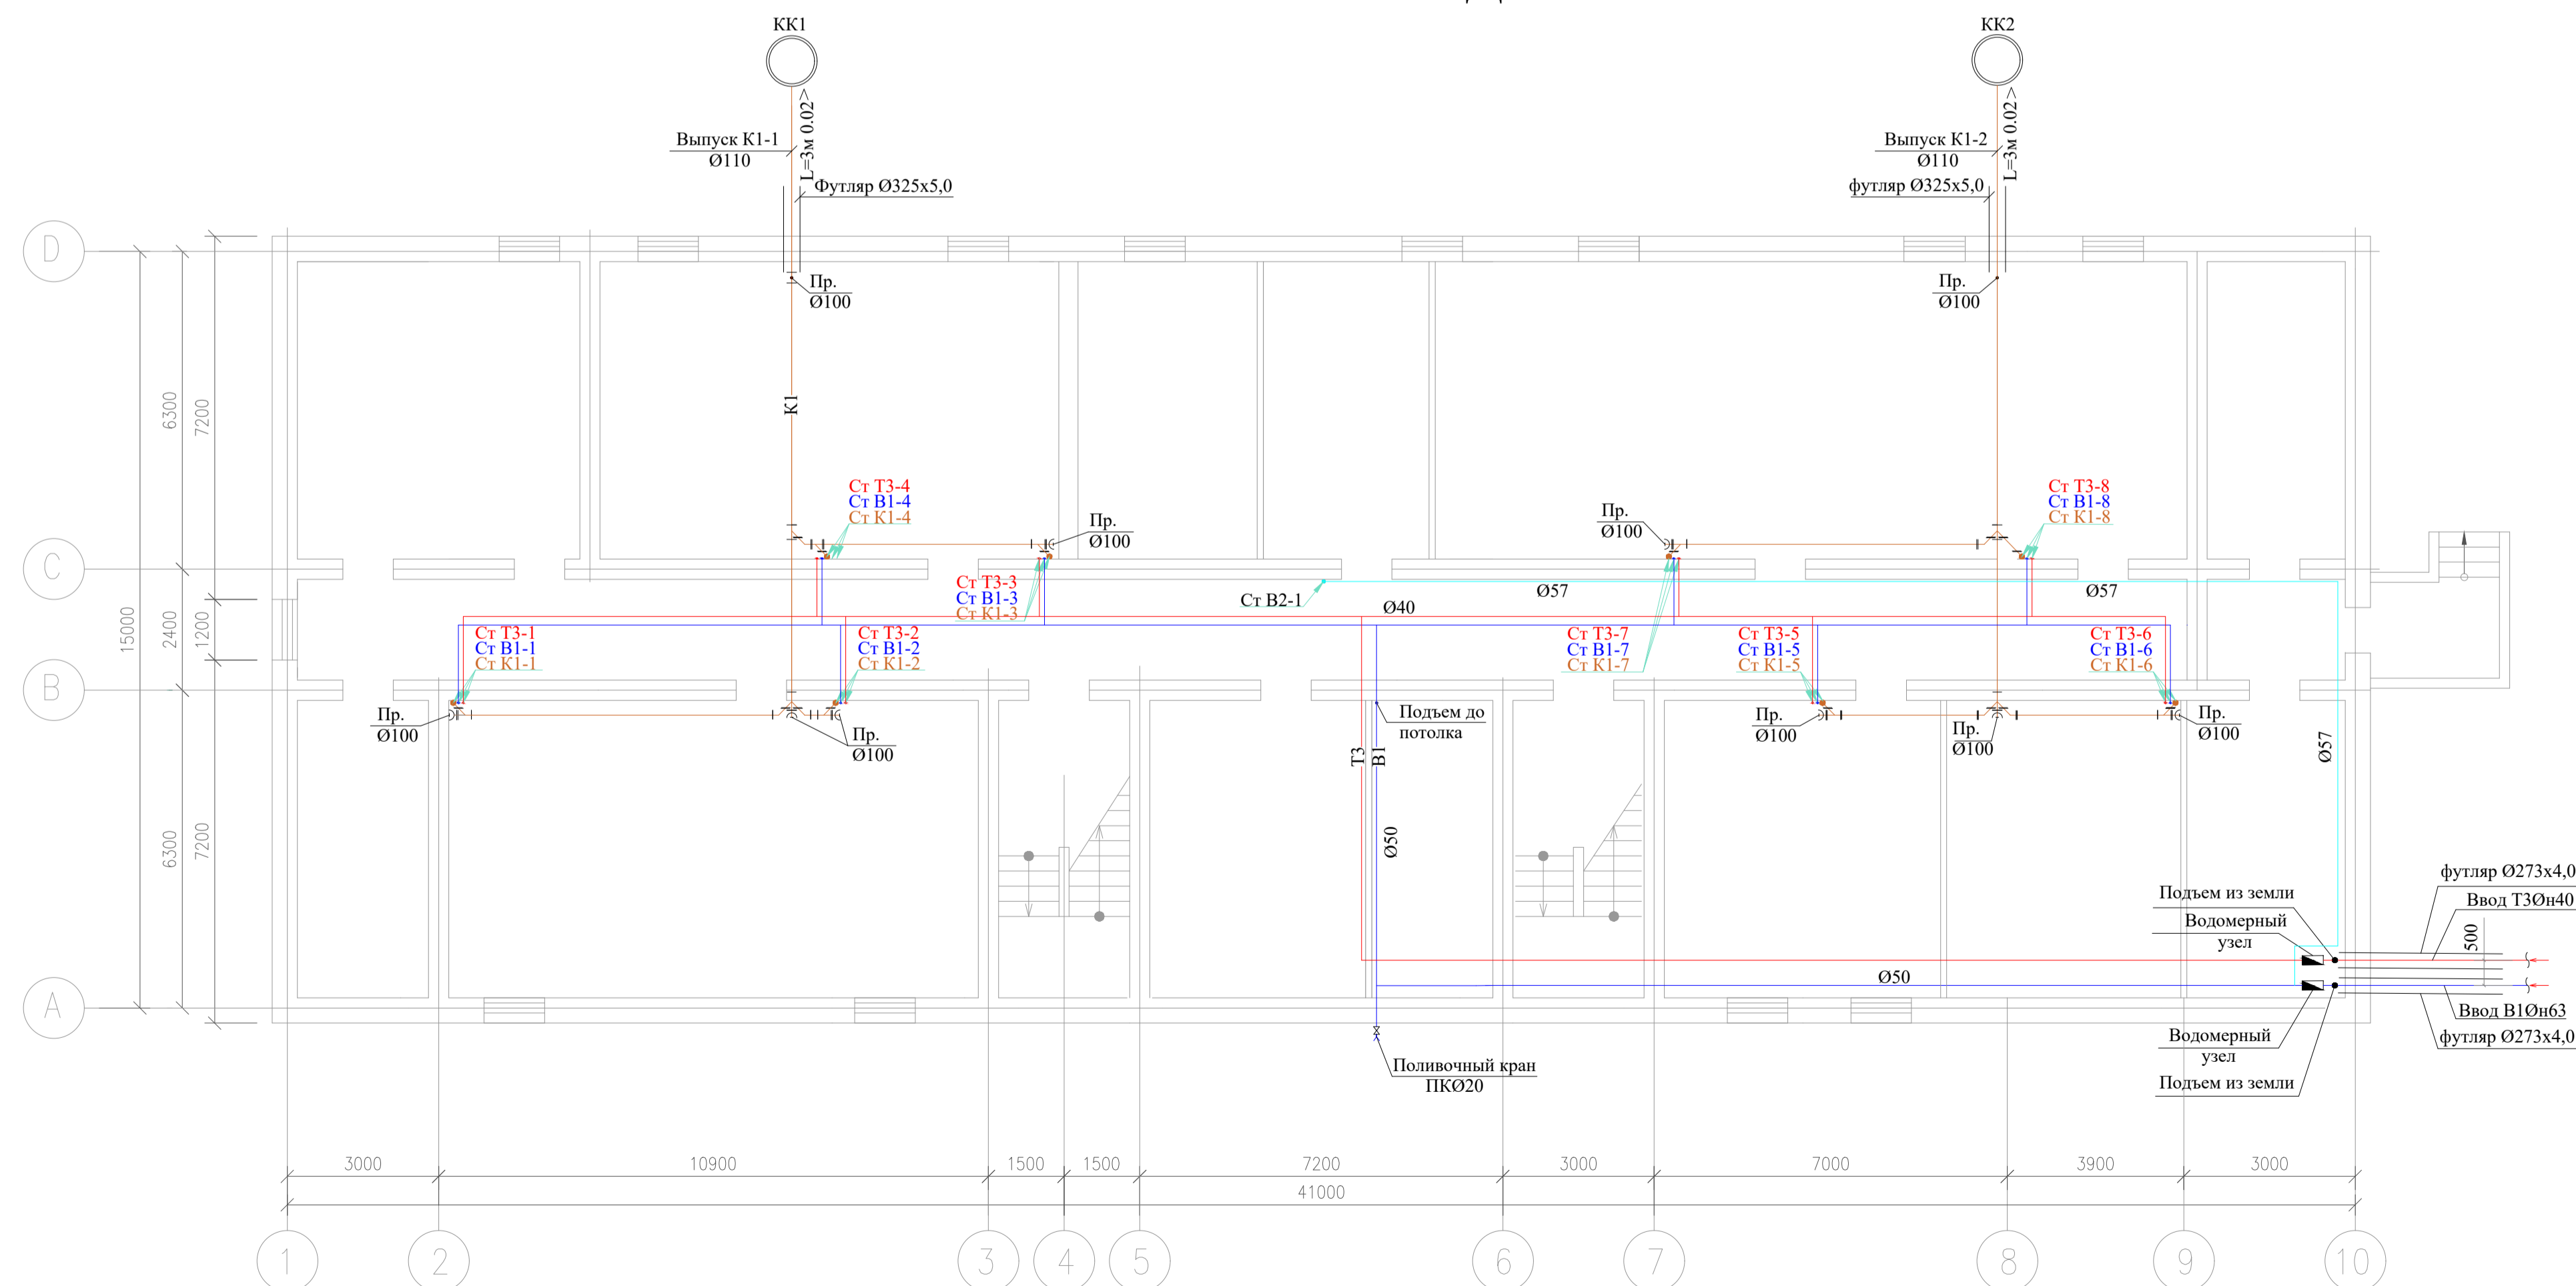 КК1
КК2
L=3м 0.02>
L=3м 0.02>
Выпуск К1-1
Ø110
Выпуск К1-2
Ø110
Футляр Ø325х5,0
футляр Ø325х5,0
D
Пр.
Ø100
Пр.
Ø100
15000
6300
7200
К1
Ст Т3-4
Ст В1-4
Ст К1-4
Пр.
Ø100
Пр.
Ø100
Ст Т3-8
Ст В1-8
Ст К1-8
C
Ст Т3-3
Ст В1-3
Ст К1-3
Ст В2-1
Ø57
Ø57
Ø40
2400
1200
Ст Т3-1
Ст В1-1
Ст К1-1
Ст Т3-2
Ст В1-2
Ст К1-2
Ст Т3-7
Ст В1-7
Ст К1-7
Ст Т3-5
Ст В1-5
Ст К1-5
Ст Т3-6
Ст В1-6
Ст К1-6
B
Пр.
Ø100
Пр.
Ø100
Подъем до
потолка
Пр.
Ø100
Пр.
Ø100
Пр.
Ø100
Т3
В1
Ø57
6300
7200
Ø50
футляр Ø273х4,0
Подъем из земли
Ввод Т3Øн40
Водомерный
узел
500
Ø50
A
Ввод В1Øн63
Водомерный
узел
футляр Ø273х4,0
Поливочный кран
ПКØ20
Подъем из земли
3000
10900
1500
1500
7200
3000
7000
3900
3000
41000
1
2
3
4
5
6
7
8
9
10